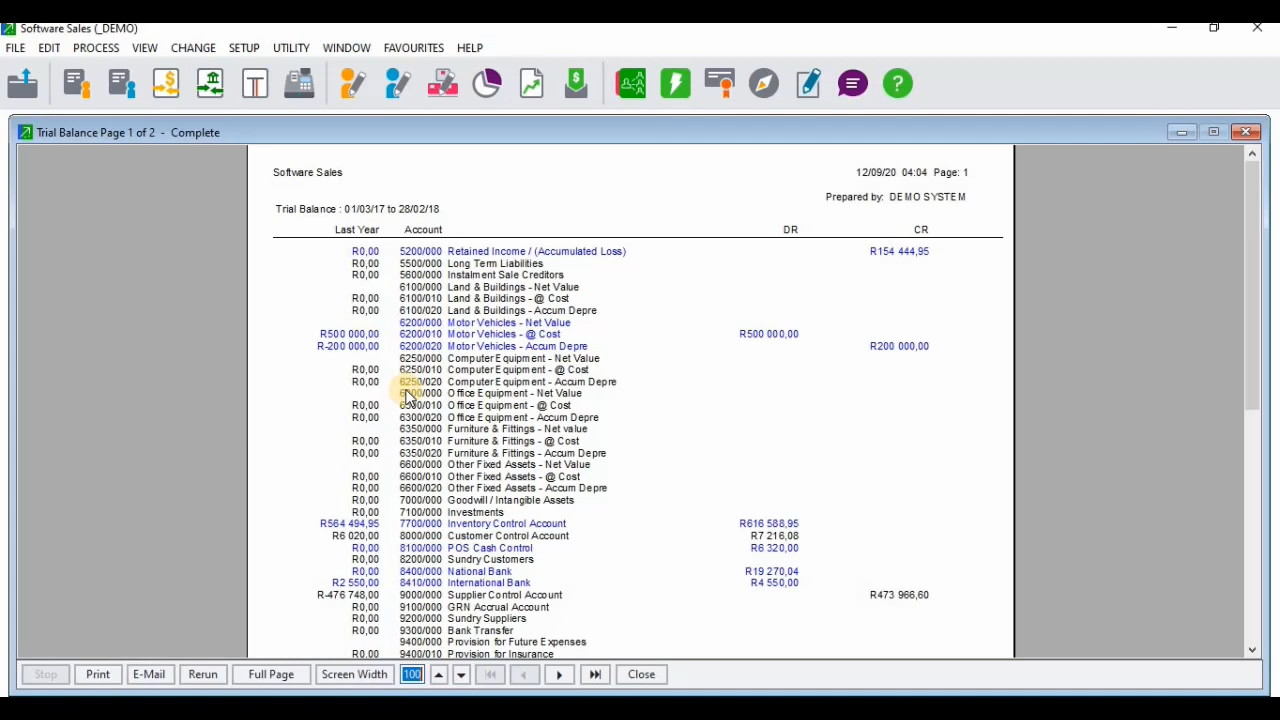 Software Sales (_DEMO)
FILE EDIT PROCESS VIEW CHANGE SETUP UTILITY WINDOW FAVOURITES HELP
Trial Balance Page 1 of 2 - Complete
Software Sales 12/09/20 04:04 Page: 1
Prepared by: DEMO SYSTEM
Trial Balance : 01/03/17 to 28/02/18
Last Year Account DR CR
R0,00 5200/000 Retained Income / (Accumulated Loss) R154 444,95
R0,00 5500/000 Long Term Liabilities
R0,00 5600/000 Instalment Sale Creditors
6100/000 Land & Buildings - Net Value
R0,00 6100/010 Land & Buildings - @ Cost
R0,00 6100/020 Land & Buildings - Accum Depre
6200/000 Motor Vehicles - Net Value
R500 000,00 6200/010 Motor Vehicles - @ Cost R500 000,00
R-200 000,00 6200/020 Motor Vehicles - Accum Depre R200 000,00
6250/000 Computer Equipment - Net Value
R0,00 6250/010 Computer Equipment - @ Cost
R0,00 6250/020 Computer Equipment - Accum Depre
6300/000 Office Equipment - Net Value
R0,00 6300/010 Office Equipment - @ Cost
R0,00 6300/020 Office Equipment - Accum Depre
6350/000 Furniture & Fittings - Net value
R0,00 6350/010 Furniture & Fittings - @ Cost
R0,00 6350/020 Furniture & Fittings - Accum Depre
6600/000 Other Fixed Assets - Net Value
R0,00 6600/010 Other Fixed Assets - @ Cost
R0,00 6600/020 Other Fixed Assets - Accum Depre
R0,00 7000/000 Goodwill / Intangible Assets
R0,00 7100/000 Investments
R564 494,95 7700/000 Inventory Control Account R616 588,95
R6 020,00 8000/000 Customer Control Account R7 216,08
R0,00 8100/000 POS Cash Control R6 320,00
R0,00 8200/000 Sundry Customers
R0,00 8400/000 National Bank R19 270,04
R2 550,00 8410/000 International Bank R4 550,00
R-476 748,00 9000/000 Supplier Control Account R473 966,60
R0,00 9100/000 GRN Accrual Account
R0,00 9200/000 Sundry Suppliers
R0,00 9300/000 Bank Transfer
9400/000 Provision for Future Expenses
R0,00 9400/010 Provision for Insurance
Stop Print E-Mail Rerun Full Page Screen Width 100 Close